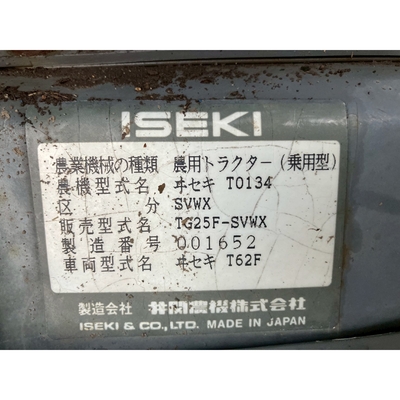 ISEKI
農業機械の種類 農用トラクター(乗用型)
農機型式名 ヰセキ T0134
区分 SVWX
販売型式名 TG25F-SVWX
製造番号 001652
車両型式名 ヰセキ T62F
製造会社 井関農機株式会社
ISEKI & CO., LTD. MADE IN JAPAN